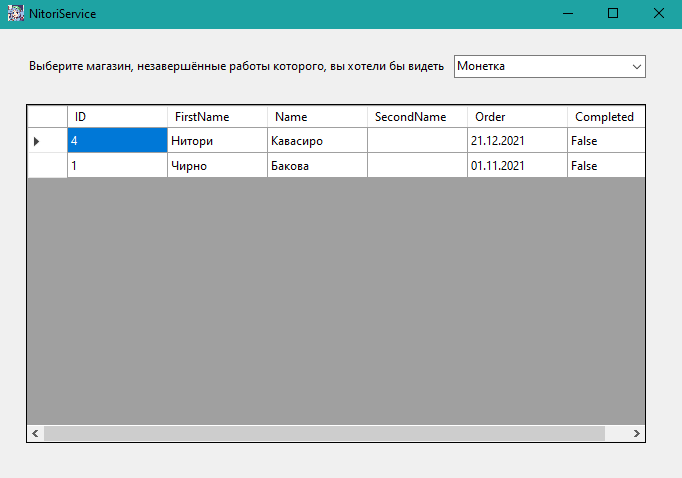 NitoriService
Выберите магазин, незавершённые работы которого, вы хотели бы видеть Монетка
ID FirstName Name SecondName Order Completed
4 Нитори Кавасиро 21.12.2021 False
1 Чирно Бакова 01.11.2021 False